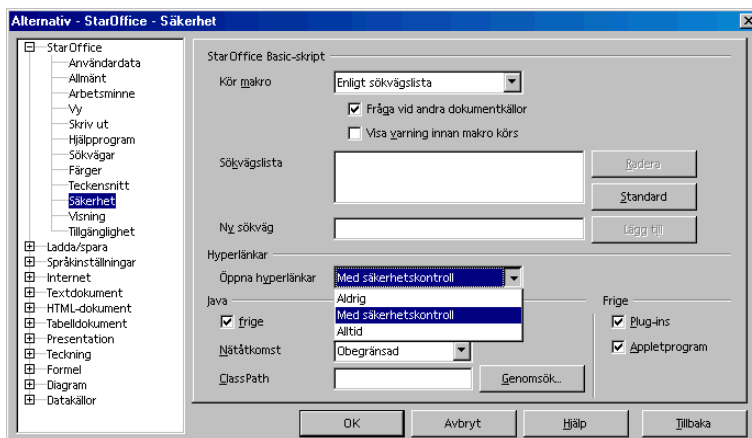 Alternativ - StarOffice - Säkerhet
StarOffice
Användardata
Allmänt
Arbetsminne
Vy
Skriv ut
Hjälpprogram
Sökvägar
Färger
Teckensnitt
Säkerhet
Visning
Tillgänglighet
Ladda/spara
Språkinställningar
Internet
Textdokument
HTML-dokument
Tabelldokument
Presentation
Teckning
Formel
Diagram
Datakällor
StarOffice Basic-skript
Kör makro
Enligt sökvägslista
Fråga vid andra dokumentkällor
Visa varning innan makro körs
Sökvägslista
Radera
Standard
Ny sökväg
Lägg till
Hyperlänkar
Öppna hyperlänkar
Med säkerhetskontroll
Aldrig
Med säkerhetskontroll
Alltid
Java
frige
Nätåtkomst
Obegränsad
ClassPath
Genomsök...
Frige
Plug-ins
Appletprogram
OK
Avbryt
Hjälp
Tillbaka